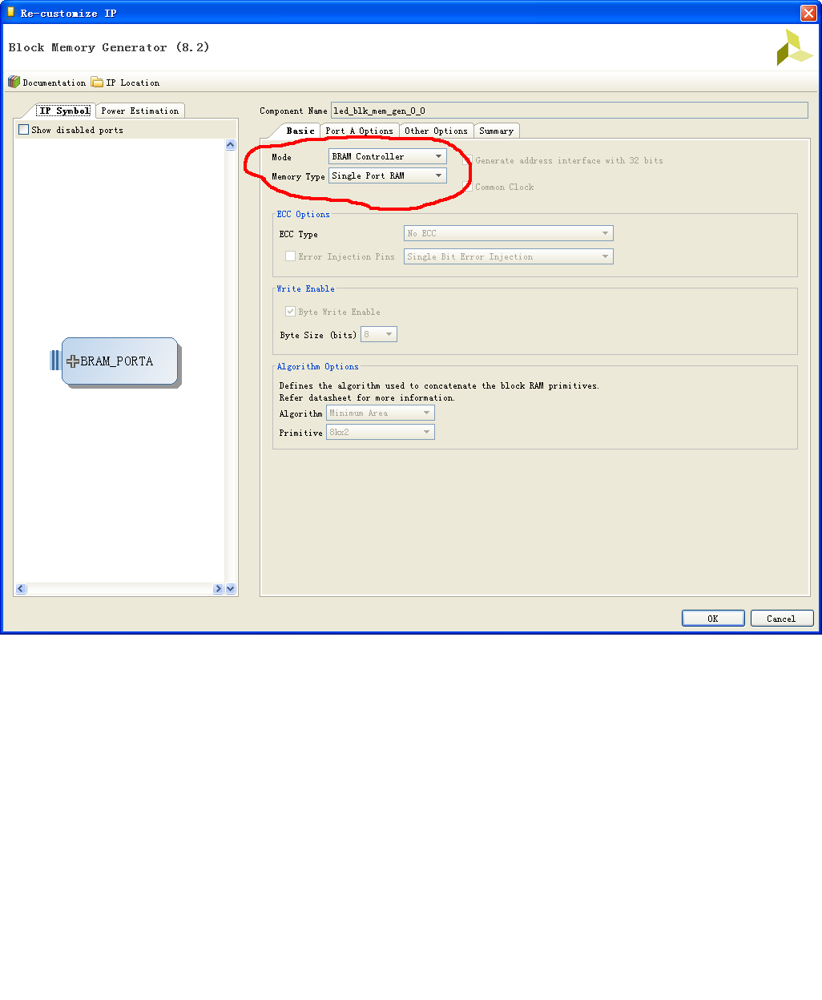 Re-customize IP
Block Memory Generator (8.2)
Documentation IP Location
IP Symbol Power Estimation
Show disabled ports
BRAM_PORTA
Component Name led_blk_mem_gen_0_0
Basic Port A Options Other Options Summary
Mode BRAM Controller
Generate address interface with 32 bits
Memory Type Single Port RAM
Common Clock
ECC Options
ECC Type No ECC
Error Injection Pins Single Bit Error Injection
Write Enable
Byte Write Enable
Byte Size (bits) 8
Algorithm Options
Defines the algorithm used to concatenate the block RAM primitives.
Refer datasheet for more information.
Algorithm Minimum Area
Primitive 8kx2
OK Cancel